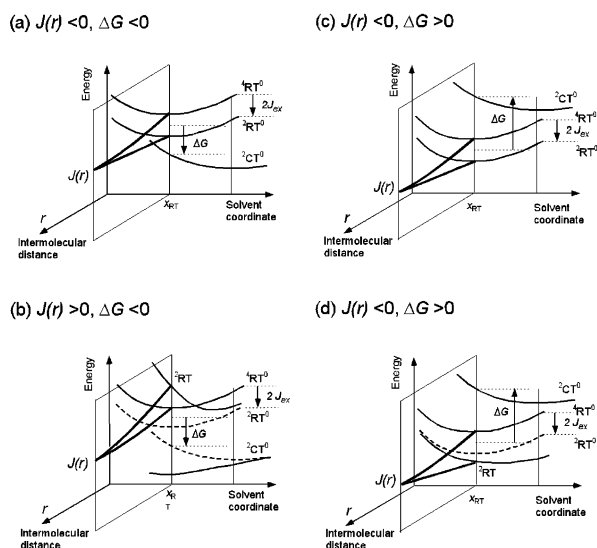 (a) J(r) <0, ΔG <0
Energy
⁴RT⁰
2Jex
²RT⁰
ΔG
²CT⁰
J(r)
r
xRT
Solvent
coordinate
Intermolecular
distance
(c) J(r) <0, ΔG >0
Energy
²CT⁰
ΔG
⁴RT⁰
2 Jex
²RT⁰
J(r)
r
xRT
Solvent
coordinate
Intermolecular
distance
(b) J(r) >0, ΔG <0
Energy
²RT
⁴RT⁰
2 Jex
²RT⁰
ΔG
²CT⁰
J(r)
r
xR
T
Solvent
coordinate
Intermolecular
distance
(d) J(r) <0, ΔG >0
Energy
²CT⁰
ΔG
⁴RT⁰
2 Jex
²RT⁰
²RT
J(r)
r
xRT
Solvent
coordinate
Intermolecular
distance